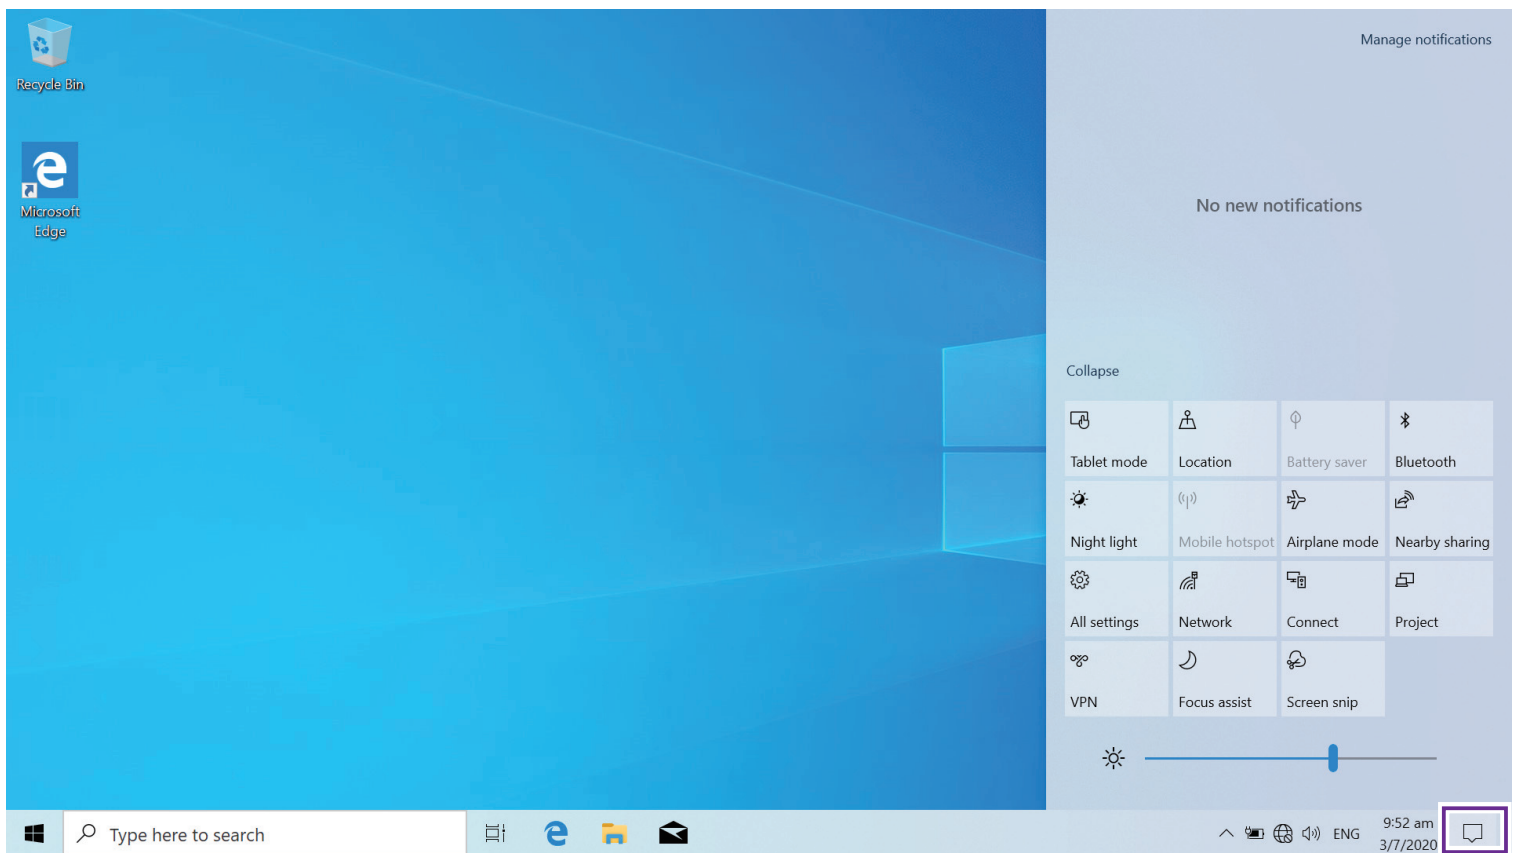 Recycle Bin
Microsoft
Edge
Manage notifications
No new notifications
Collapse
Tablet mode
Location
Battery saver
Bluetooth
Night light
Mobile hotspot
Airplane mode
Nearby sharing
All settings
Network
Connect
Project
VPN
Focus assist
Screen snip
Type here to search
ENG
9:52 am
3/7/2020